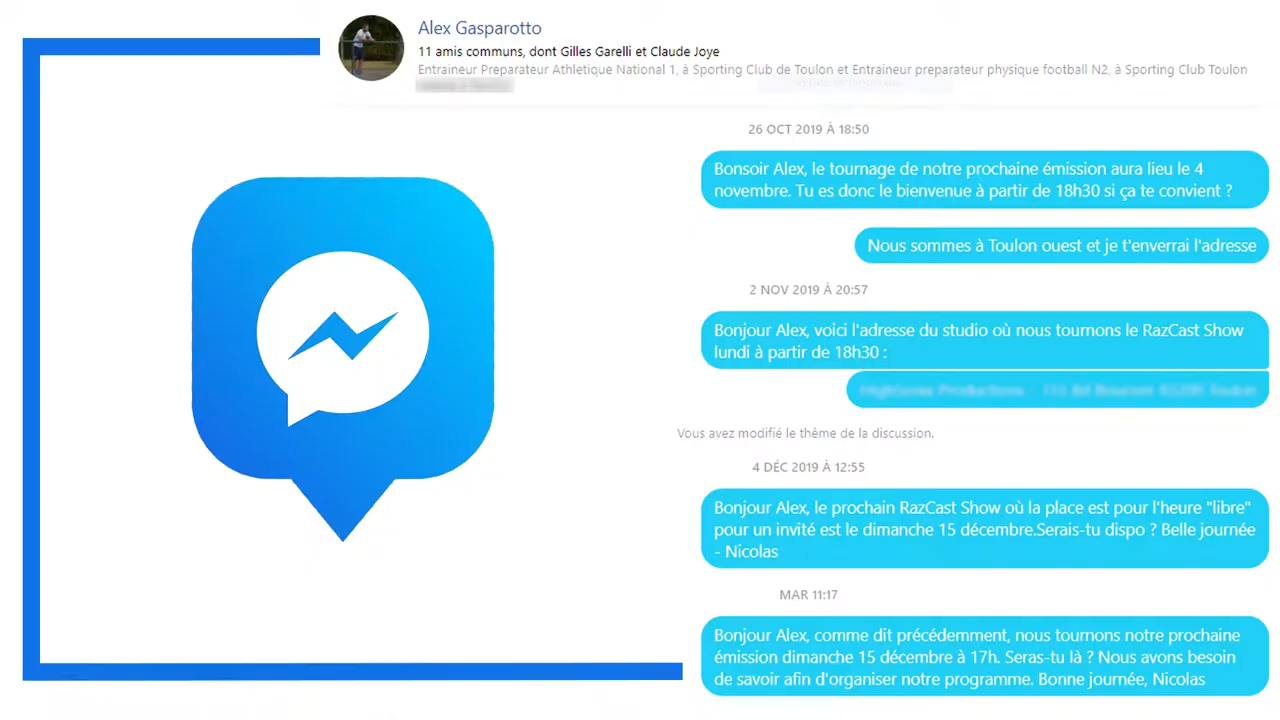 Alex Gasparotto
11 amis communs, dont Gilles Garelli et Claude Joye
Entraineur Preparateur Athletique National 1, à Sporting Club de Toulon et Entraineur preparateur physique football N2, à Sporting Club Toulon
26 OCT 2019 À 18:50
Bonsoir Alex, le tournage de notre prochaine émission aura lieu le 4
novembre. Tu es donc le bienvenue à partir de 18h30 si ça te convient ?
Nous sommes à Toulon ouest et je t'enverrai l'adresse
2 NOV 2019 À 20:57
Bonjour Alex, voici l'adresse du studio où nous tournons le RazCast Show
lundi à partir de 18h30 :
Vous avez modifié le thème de la discussion.
4 DÉC 2019 À 12:55
Bonjour Alex, le prochain RazCast Show où la place est pour l'heure "libre"
pour un invité est le dimanche 15 décembre.Serais-tu dispo ? Belle journée
- Nicolas
MAR 11:17
Bonjour Alex, comme dit précédemment, nous tournons notre prochaine
émission dimanche 15 décembre à 17h. Seras-tu là ? Nous avons besoin
de savoir afin d'organiser notre programme. Bonne journée, Nicolas